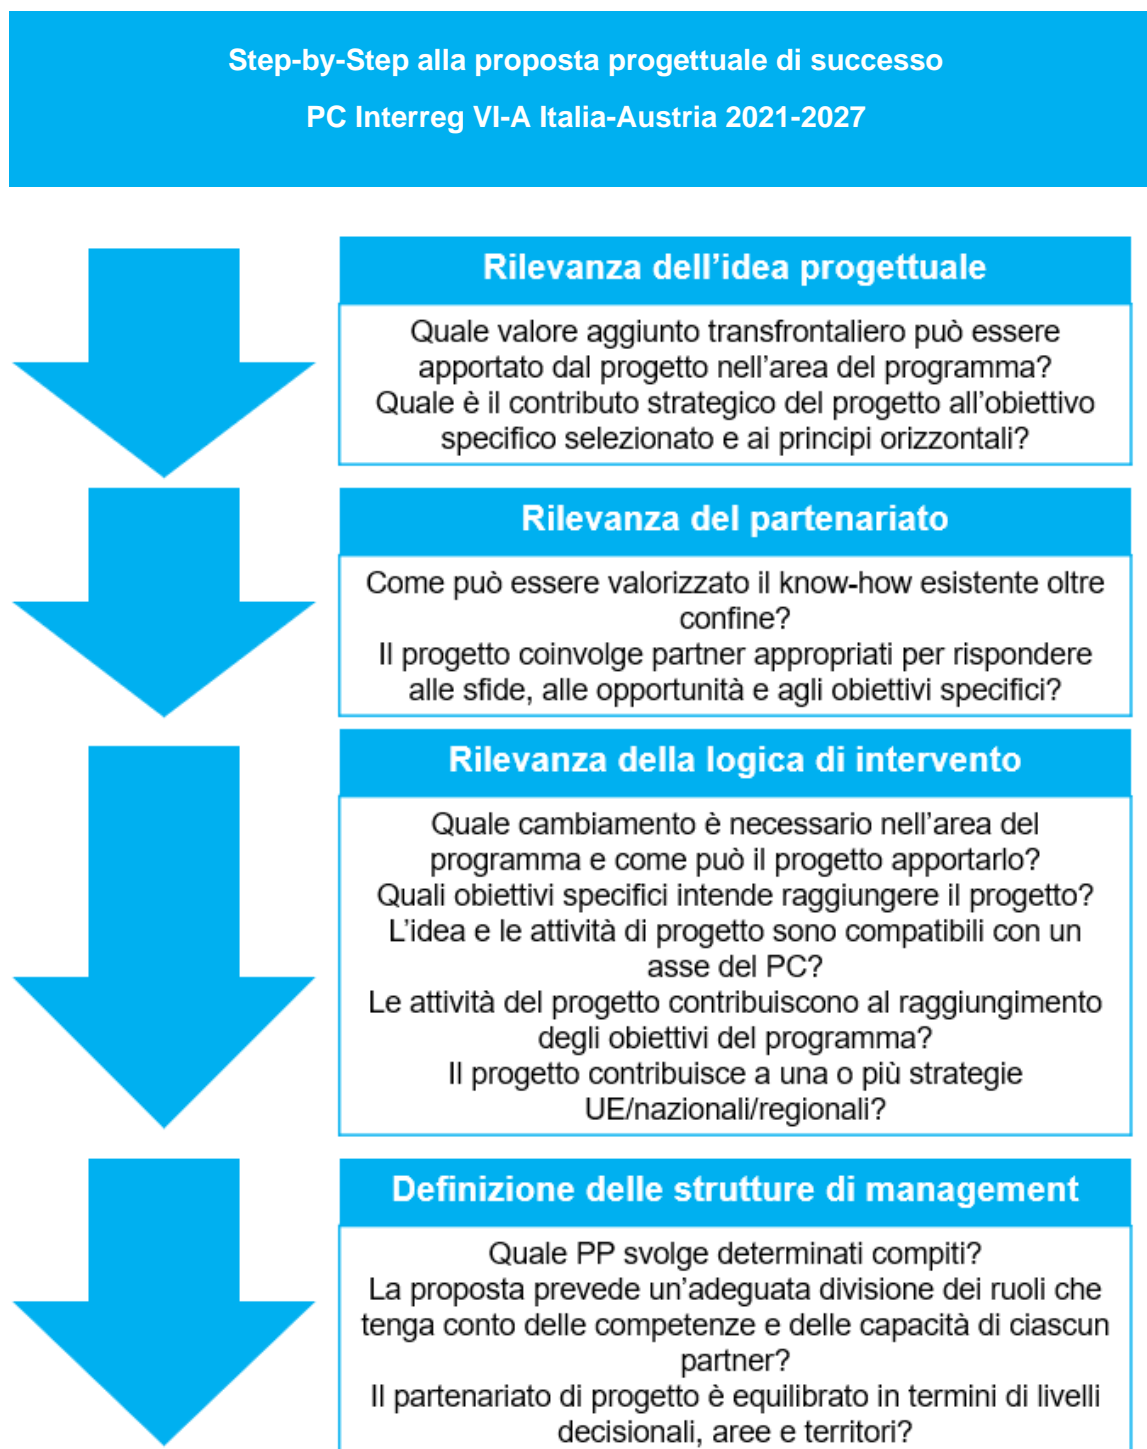 Step-by-Step alla proposta progettuale di successo
PC Interreg VI-A Italia-Austria 2021-2027
Rilevanza dell’idea progettuale
Quale valore aggiunto transfrontaliero può essere
apportato dal progetto nell’area del programma?
Quale è il contributo strategico del progetto all’obiettivo
specifico selezionato e ai principi orizzontali?
Rilevanza del partenariato
Come può essere valorizzato il know-how esistente oltre
confine?
Il progetto coinvolge partner appropriati per rispondere
alle sfide, alle opportunità e agli obiettivi specifici?
Rilevanza della logica di intervento
Quale cambiamento è necessario nell’area del
programma e come può il progetto apportarlo?
Quali obiettivi specifici intende raggiungere il progetto?
L’idea e le attività di progetto sono compatibili con un
asse del PC?
Le attività del progetto contribuiscono al raggiungimento
degli obiettivi del programma?
Il progetto contribuisce a una o più strategie
UE/nazionali/regionali?
Definizione delle strutture di management
Quale PP svolge determinati compiti?
La proposta prevede un’adeguata divisione dei ruoli che
tenga conto delle competenze e delle capacità di ciascun
partner?
Il partenariato di progetto è equilibrato in termini di livelli
decisionali, aree e territori?